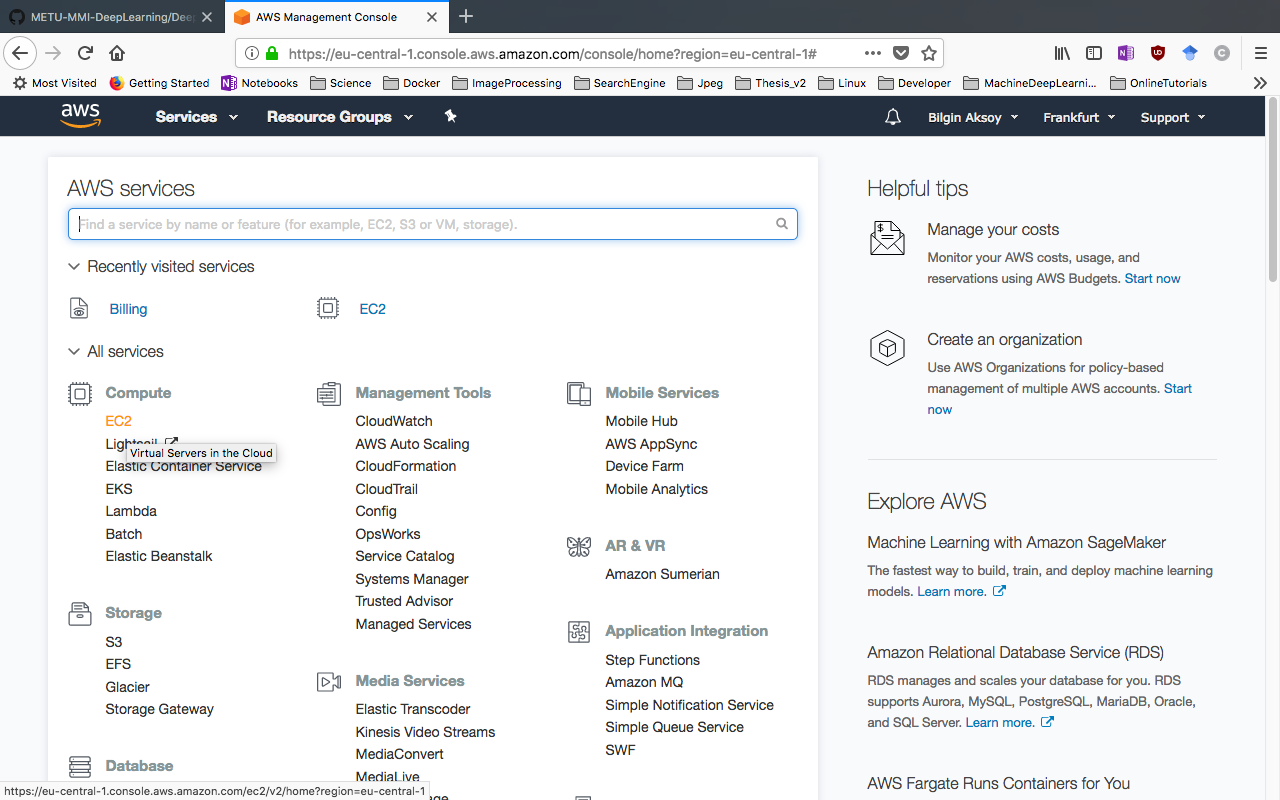 METU-MMI-DeepLearning/Dee
AWS Management Console
https://eu-central-1.console.aws.amazon.com/console/home?region=eu-central-1#
Most Visited
Getting Started
Notebooks
Science
Docker
ImageProcessing
SearchEngine
Jpeg
Thesis_v2
Linux
Developer
MachineDeepLearni...
OnlineTutorials
aws
Services
Resource Groups
Bilgin Aksoy
Frankfurt
Support
AWS services
Find a service by name or feature (for example, EC2, S3 or VM, storage).
Recently visited services
Billing
EC2
All services
Compute
EC2
Lightsail
Virtual Servers in the Cloud
Elastic Container Service
EKS
Lambda
Batch
Elastic Beanstalk
Storage
S3
EFS
Glacier
Storage Gateway
Database
Management Tools
CloudWatch
AWS Auto Scaling
CloudFormation
CloudTrail
Config
OpsWorks
Service Catalog
Systems Manager
Trusted Advisor
Managed Services
Media Services
Elastic Transcoder
Kinesis Video Streams
MediaConvert
MediaLive
Mobile Services
Mobile Hub
AWS AppSync
Device Farm
Mobile Analytics
AR & VR
Amazon Sumerian
Application Integration
Step Functions
Amazon MQ
Simple Notification Service
Simple Queue Service
SWF
Helpful tips
Manage your costs
Monitor your AWS costs, usage, and
reservations using AWS Budgets. Start now
Create an organization
Use AWS Organizations for policy-based
management of multiple AWS accounts. Start
now
Explore AWS
Machine Learning with Amazon SageMaker
The fastest way to build, train, and deploy machine learning
models. Learn more.
Amazon Relational Database Service (RDS)
RDS manages and scales your database for you. RDS
supports Aurora, MySQL, PostgreSQL, MariaDB, Oracle,
and SQL Server. Learn more.
AWS Fargate Runs Containers for You
https://eu-central-1.console.aws.amazon.com/ec2/v2/home?region=eu-central-1